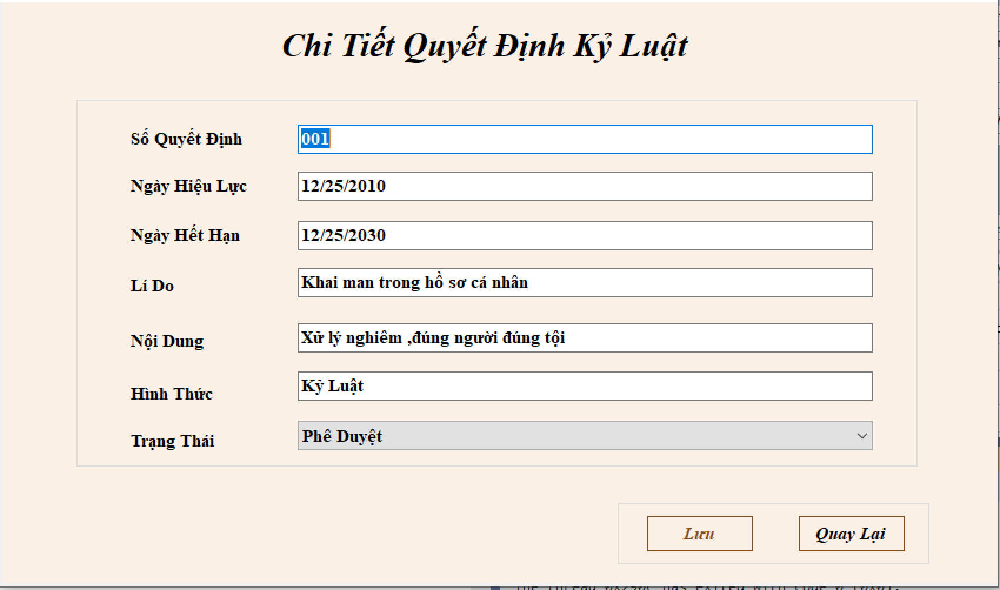 Chi Tiết Quyết Định Kỷ Luật
Số Quyết Định 001
Ngày Hiệu Lực 12/25/2010
Ngày Hết Hạn 12/25/2030
Lí Do Khai man trong hồ sơ cá nhân
Nội Dung Xử lý nghiêm ,đúng người đúng tội
Hình Thức Kỷ Luật
Trạng Thái Phê Duyệt
Lưu Quay Lại